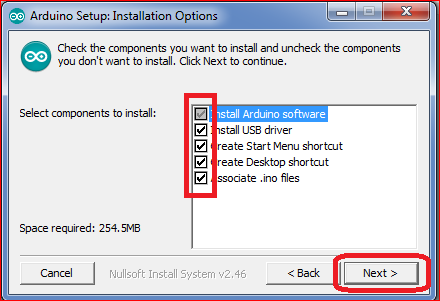 Arduino Setup: Installation Options
Check the components you want to install and uncheck the components
you don't want to install. Click Next to continue.
Select components to install:
Install Arduino software
Install USB driver
Create Start Menu shortcut
Create Desktop shortcut
Associate .ino files
Space required: 254.5MB
Cancel
Nullsoft Install System v2.46
< Back
Next >